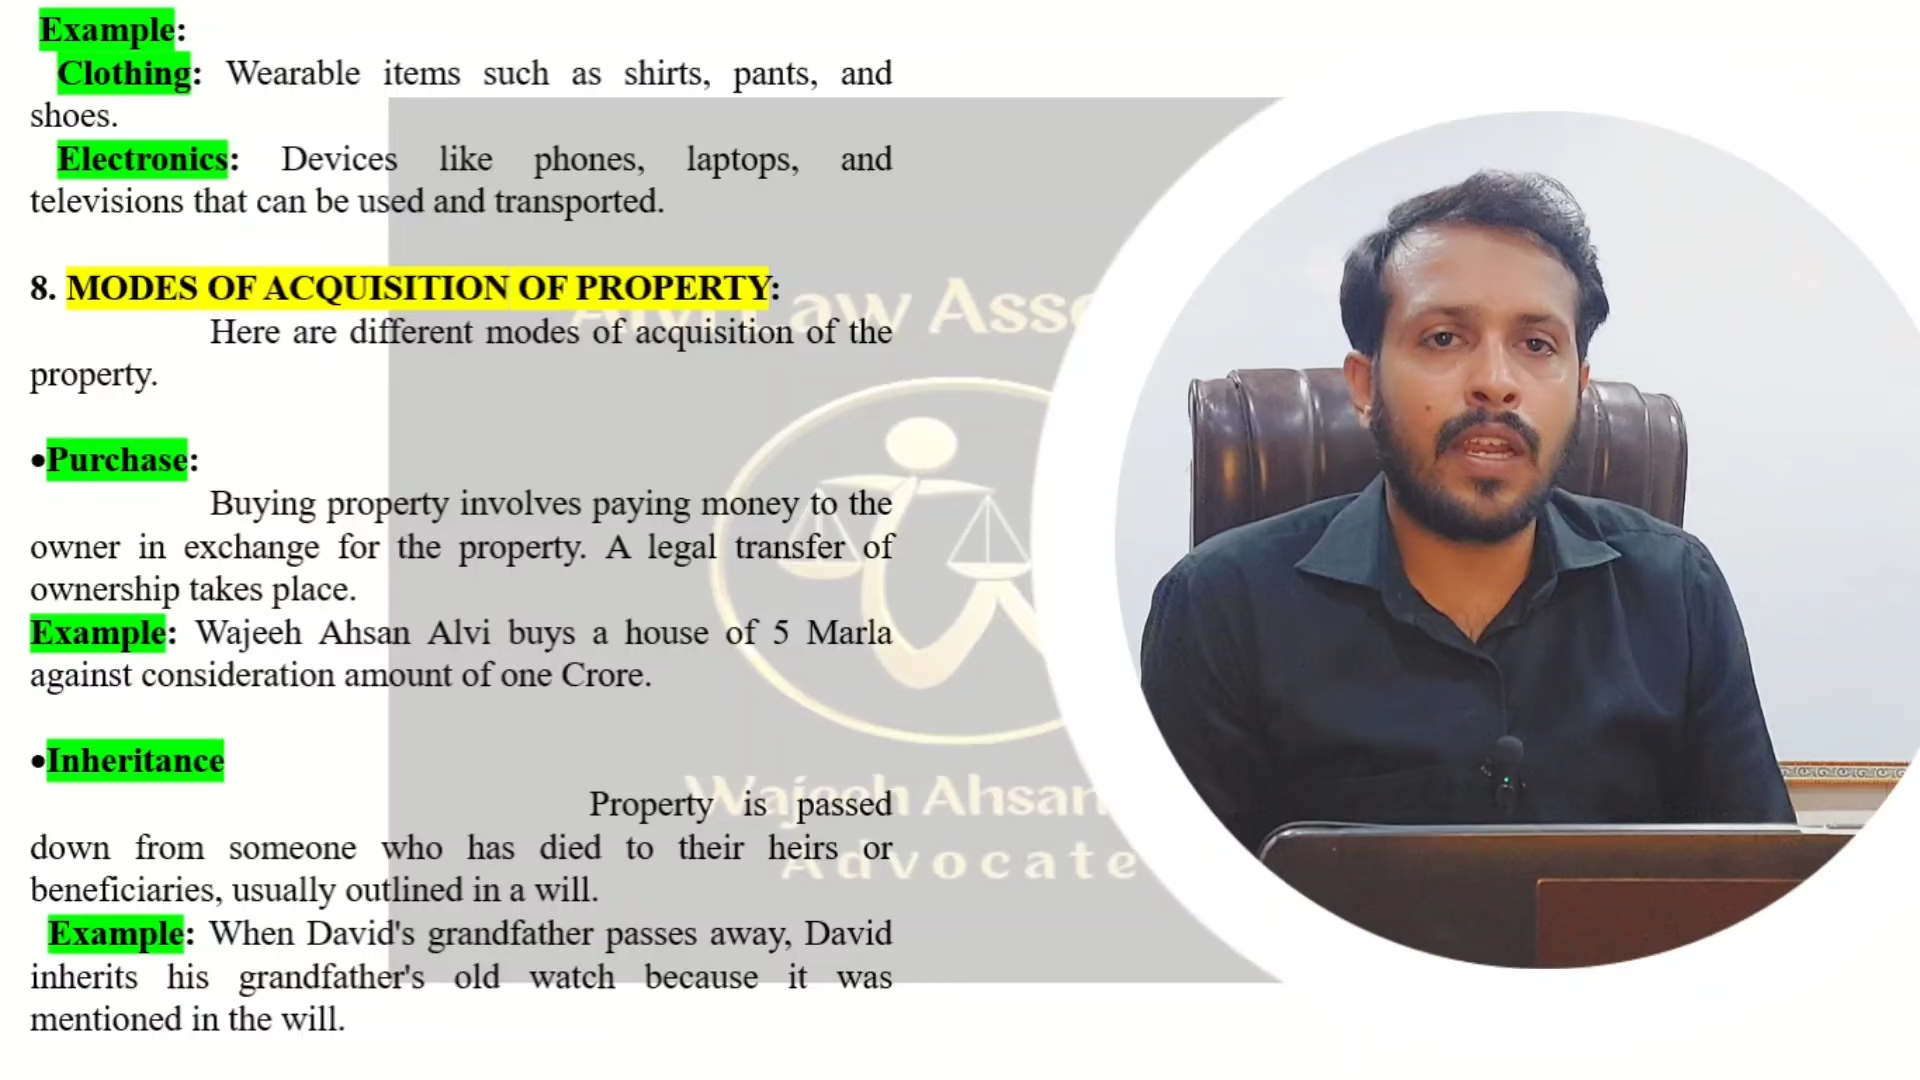 Example:
Clothing: Wearable items such as shirts, pants, and
shoes.
Electronics: Devices like phones, laptops, and
televisions that can be used and transported.
8. MODES OF ACQUISITION OF PROPERTY:
Here are different modes of acquisition of the
property.
•Purchase:
Buying property involves paying money to the
owner in exchange for the property. A legal transfer of
ownership takes place.
Example: Wajeeh Ahsan Alvi buys a house of 5 Marla
against consideration amount of one Crore.
•Inheritance
Property is passed
down from someone who has died to their heirs or
beneficiaries, usually outlined in a will.
Example: When David's grandfather passes away, David
inherits his grandfather's old watch because it was
mentioned in the will.
Wajeeh Ahsan
Advocate